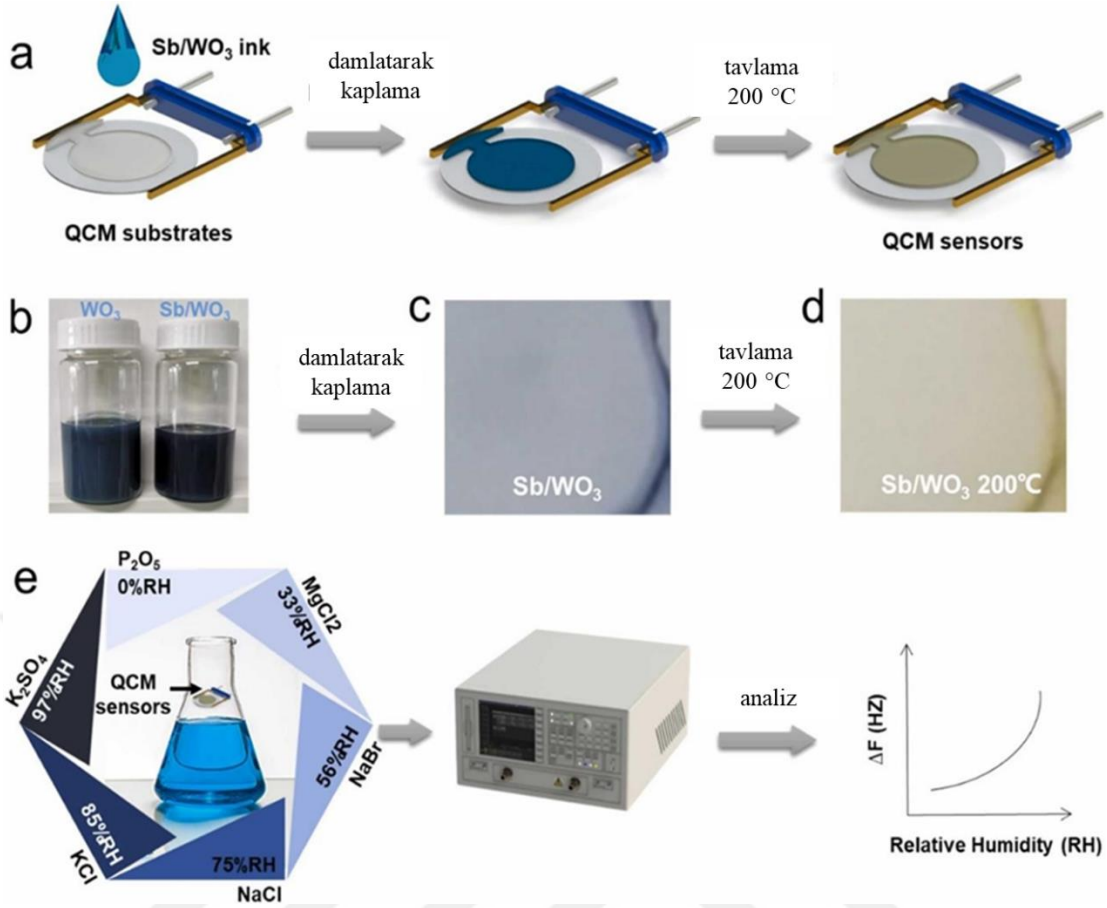 a
Sb/WO₃ ink
damlatarak
kaplama
tavlama
200 °C
QCM substrates
QCM sensors
b
WO₃
Sb/WO₃
damlatarak
kaplama
c
Sb/WO₃
tavlama
200 °C
d
Sb/WO₃ 200℃
e
P₂O₅
0%RH
MgCl2
33%RH
56%RH
NaBr
75%RH
NaCl
85%RH
KCl
K₂SO₄
97%RH
QCM
sensors
analiz
ΔF (HZ)
Relative Humidity (RH)